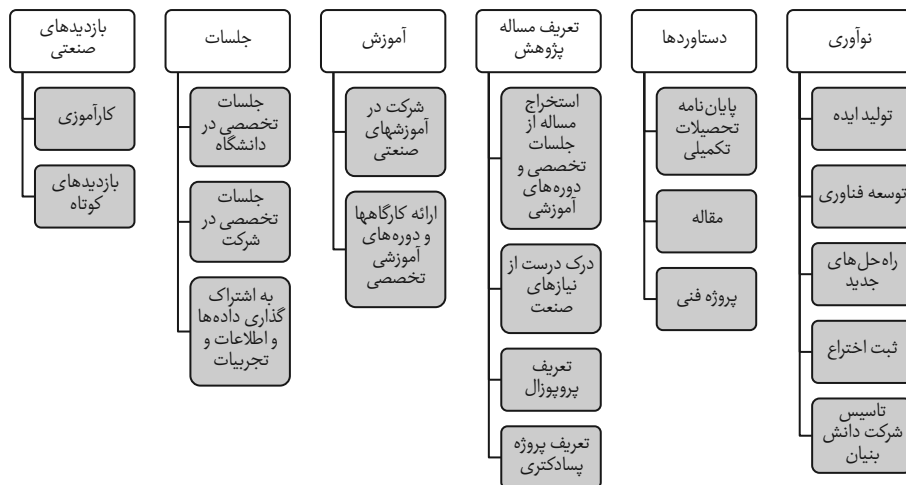 نوآوری
تولید ایده
توسعه فناوری
راه‌حل‌های
جدید
ثبت اختراع
تاسیس
شرکت دانش
بنیان
دستاوردها
پایان‌نامه
تحصیلات
تکمیلی
مقاله
پروژه فنی
تعریف مساله
پژوهش
استخراج
مساله از
جلسات
تخصصی و
دوره‌های
آموزشی
درک درست از
نیازهای
صنعت
تعریف
پروپوزال
تعریف پروژه
پسادکتری
آموزش
شرکت در
آموزشهای
صنعتی
ارائه کارگاهها
و دوره‌های
آموزشی
تخصصی
جلسات
جلسات
تخصصی در
دانشگاه
جلسات
تخصصی در
شرکت
به اشتراک
گذاری داده‌ها
و اطلاعات و
تجربیات
بازدیدهای
صنعتی
کارآموزی
بازدیدهای
کوتاه